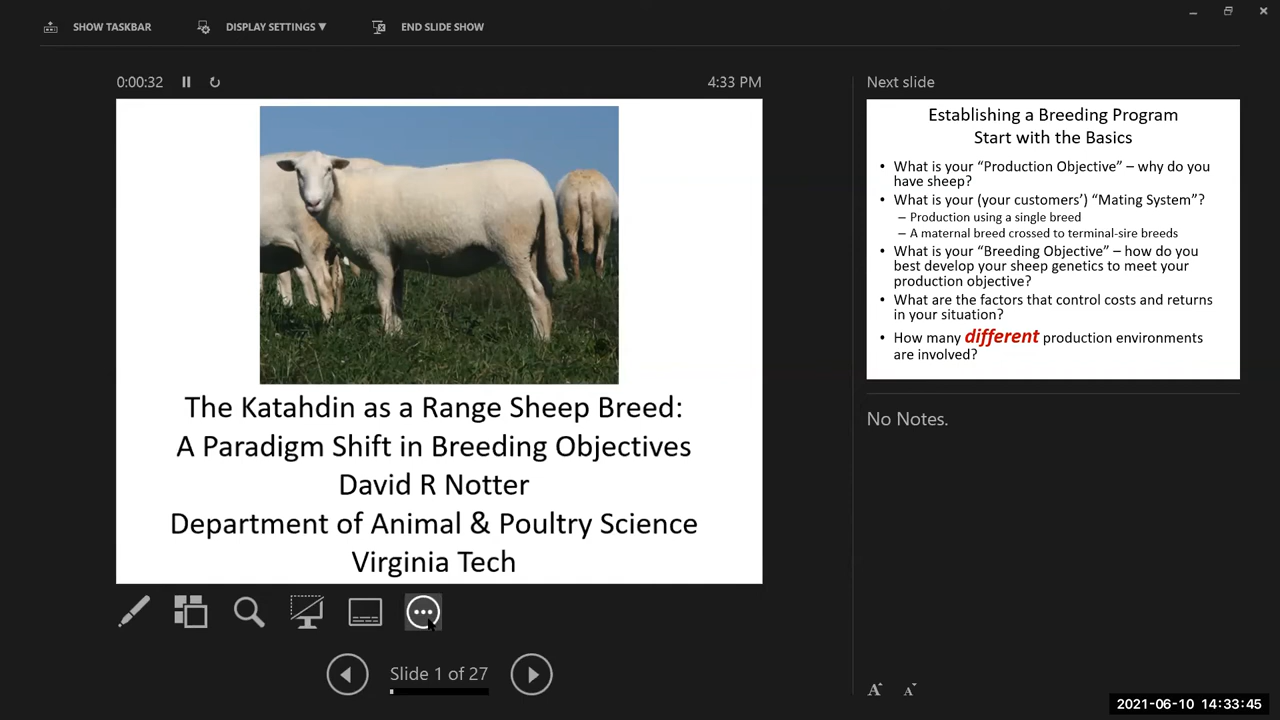 SHOW TASKBAR
DISPLAY SETTINGS ▼
END SLIDE SHOW
0:00:32
4:33 PM
The Katahdin as a Range Sheep Breed:
A Paradigm Shift in Breeding Objectives
David R Notter
Department of Animal & Poultry Science
Virginia Tech
Slide 1 of 27
Next slide
Establishing a Breeding Program
Start with the Basics
• What is your “Production Objective” – why do you
have sheep?
• What is your (your customers’) “Mating System”?
– Production using a single breed
– A maternal breed crossed to terminal-sire breeds
• What is your “Breeding Objective” – how do you
best develop your sheep genetics to meet your
production objective?
• What are the factors that control costs and returns
in your situation?
• How many different production environments
are involved?
No Notes.
A A
2021-06-10 14:33:45